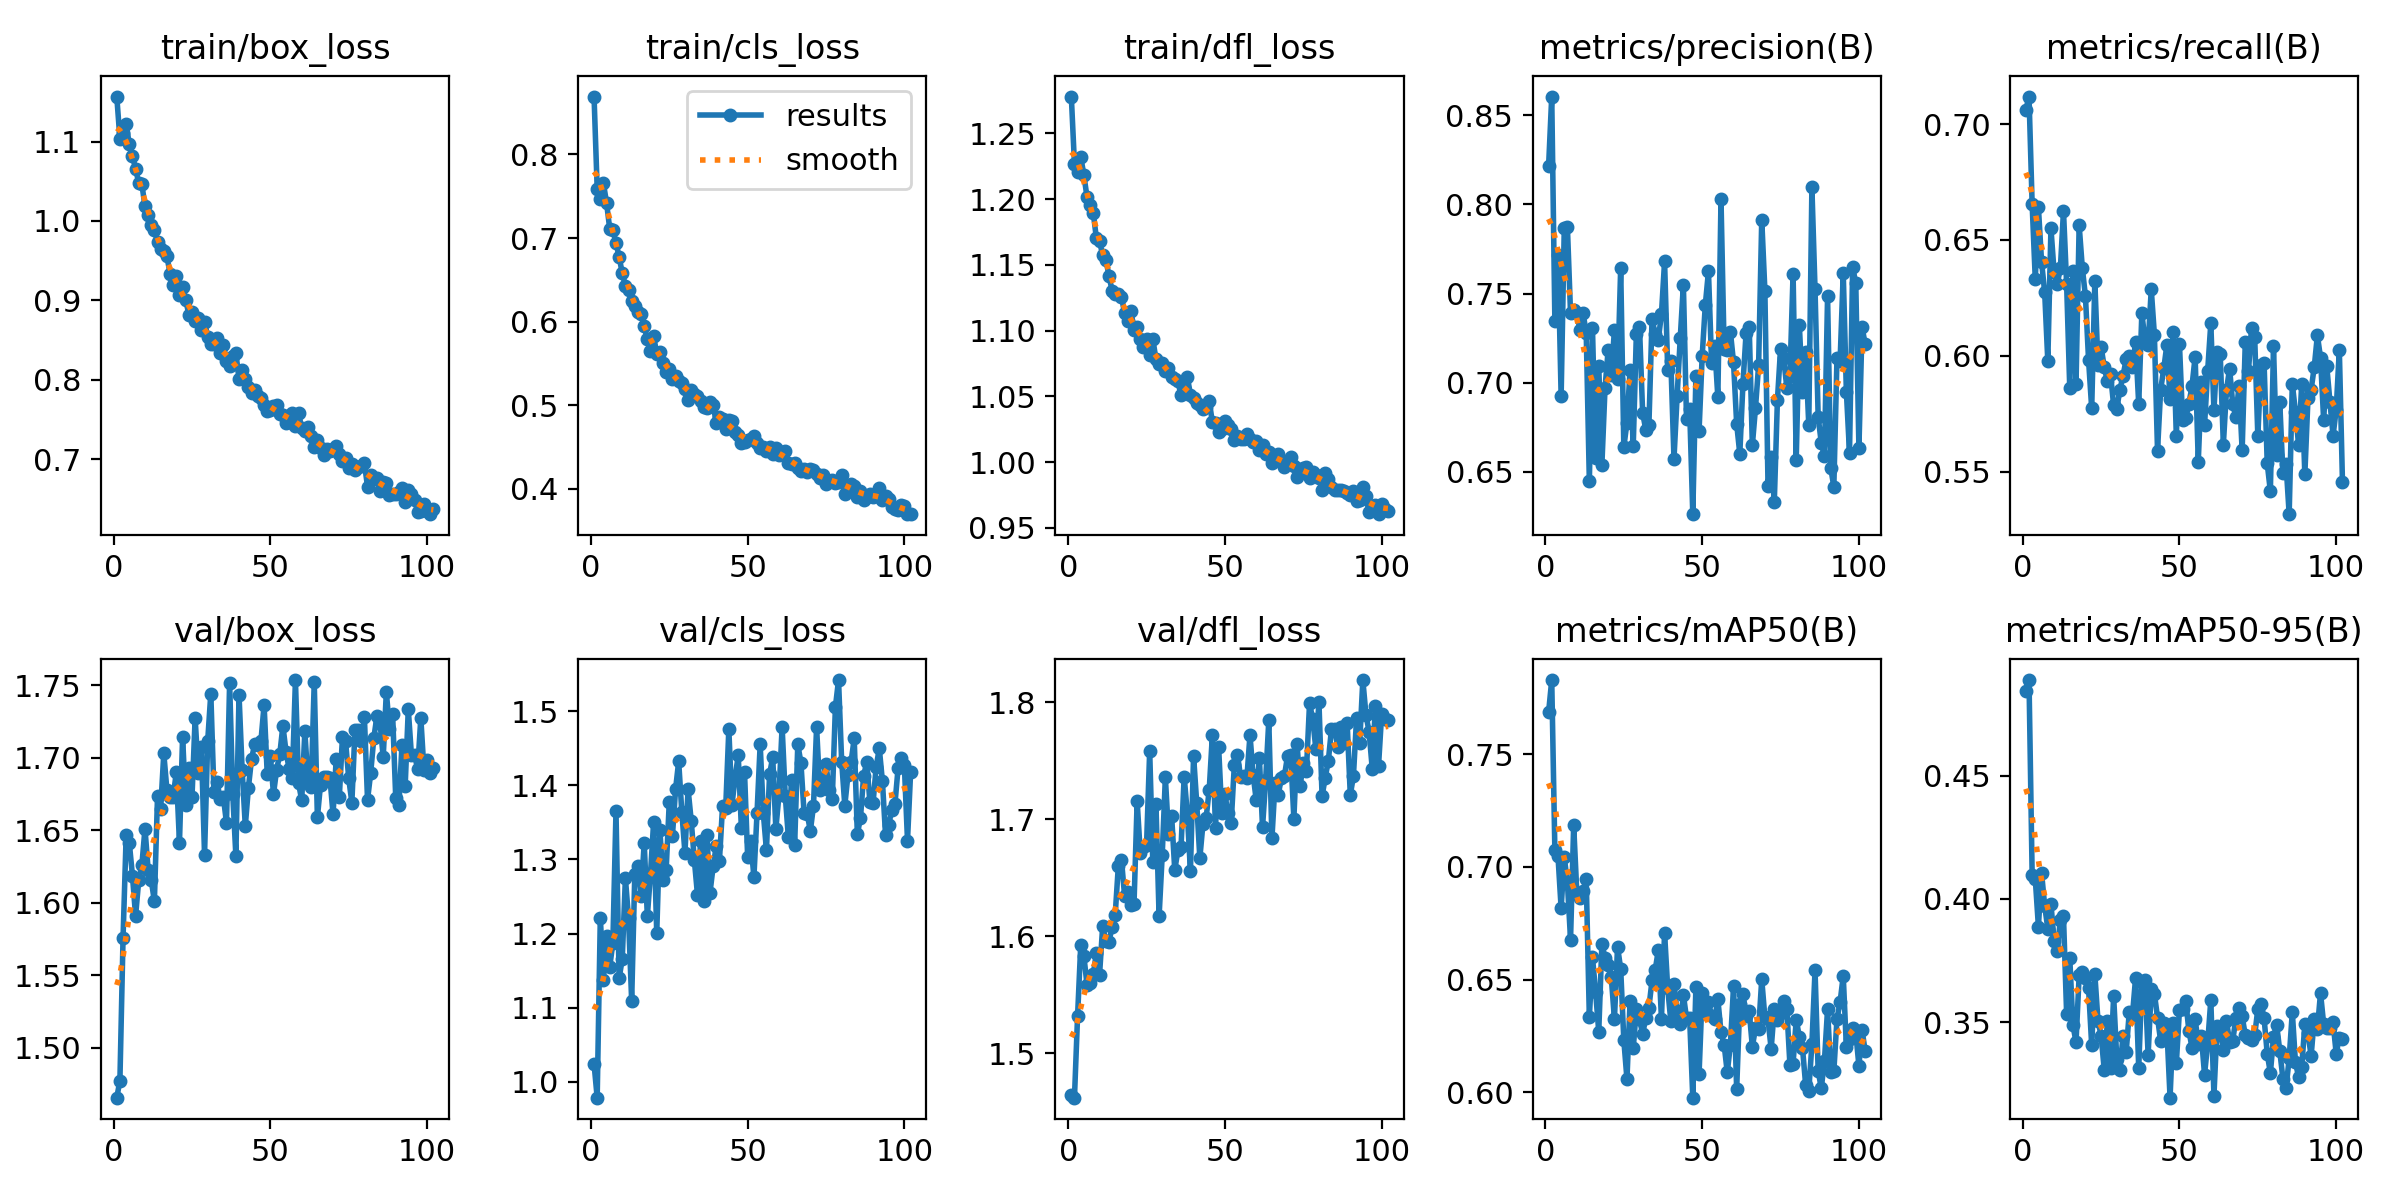 train/box_loss
1.1
1.0
0.9
0.8
0.7
0 50 100
train/cls_loss
results
smooth
0.8
0.7
0.6
0.5
0.4
0 50 100
train/dfl_loss
1.25
1.20
1.15
1.10
1.05
1.00
0.95
0 50 100
metrics/precision(B)
0.85
0.80
0.75
0.70
0.65
0 50 100
metrics/recall(B)
0.70
0.65
0.60
0.55
0 50 100
val/box_loss
1.75
1.70
1.65
1.60
1.55
1.50
0 50 100
val/cls_loss
1.5
1.4
1.3
1.2
1.1
1.0
0 50 100
val/dfl_loss
1.8
1.7
1.6
1.5
0 50 100
metrics/mAP50(B)
0.75
0.70
0.65
0.60
0 50 100
metrics/mAP50-95(B)
0.45
0.40
0.35
0 50 100